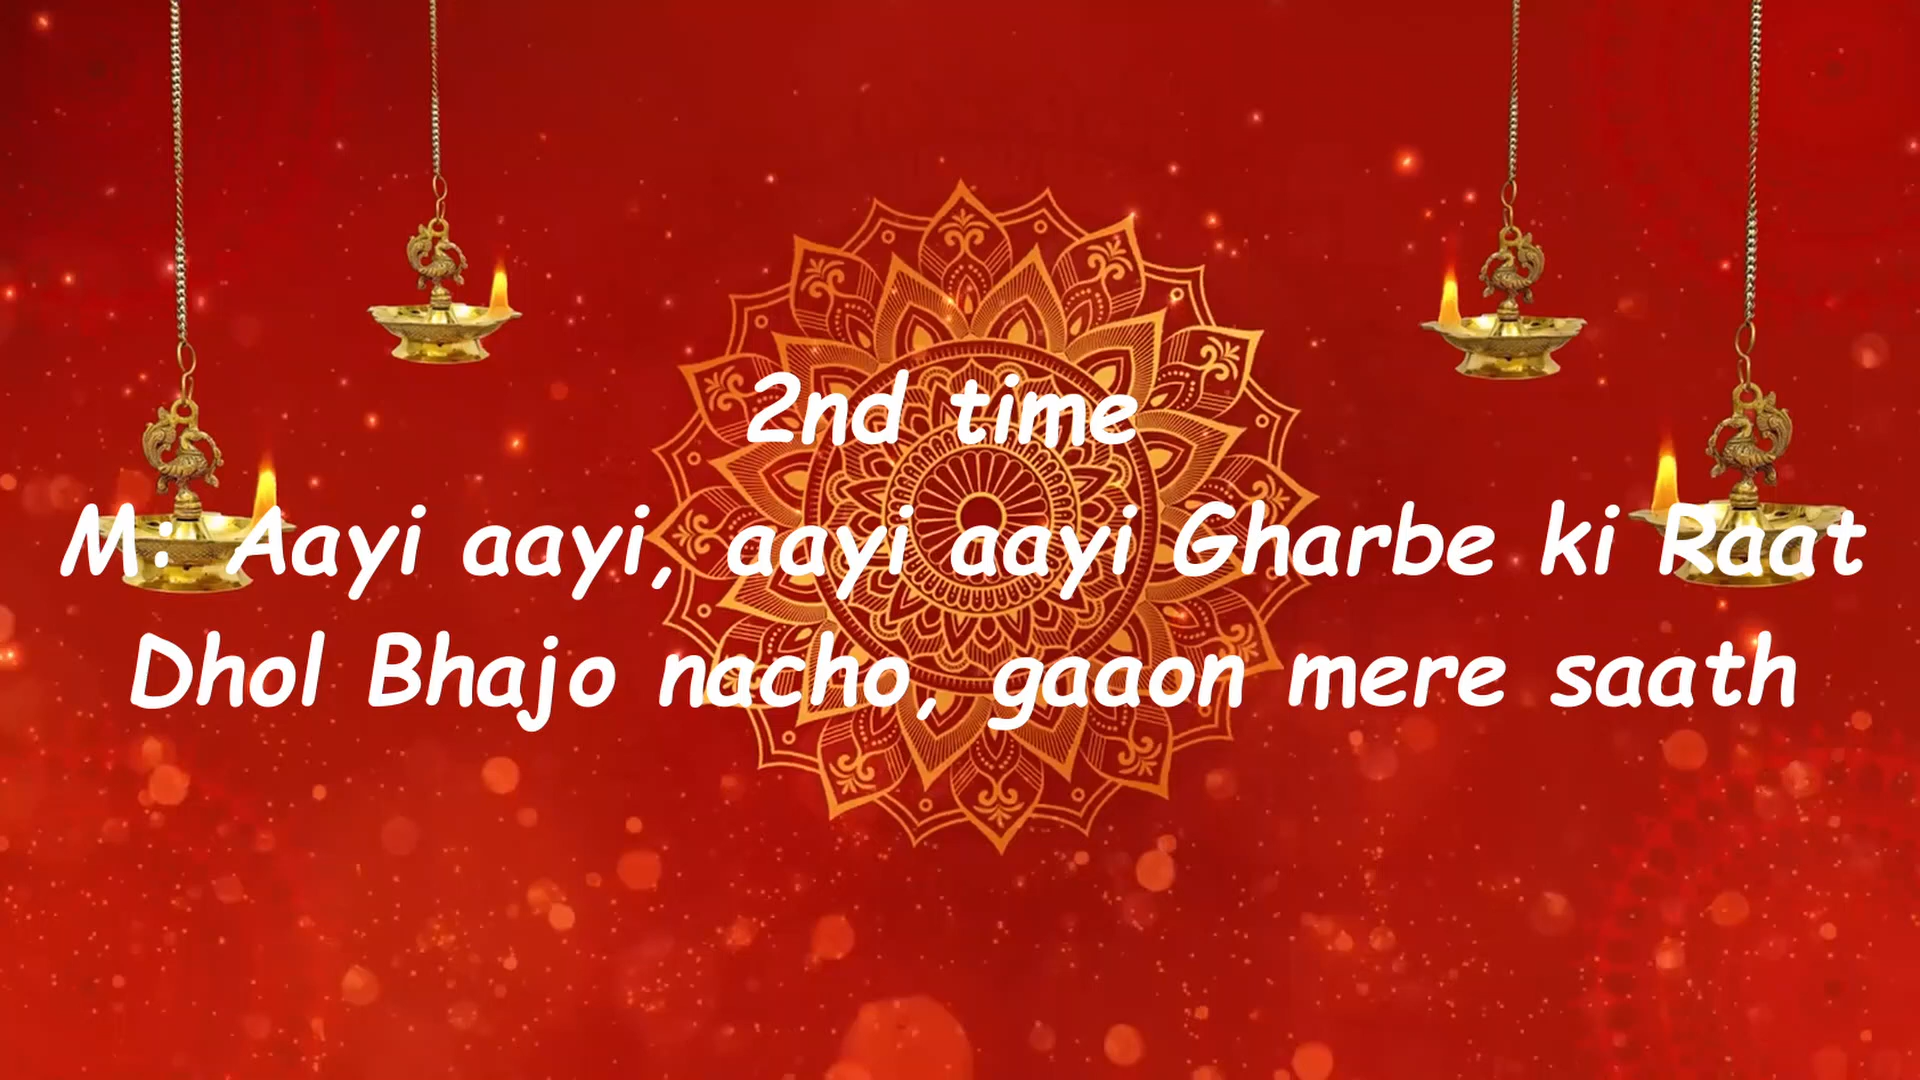 2nd time
M: Aayi aayi, aayi aayi Gharbe ki Raat
Dhol Bhajo nacho, gaaon mere saath